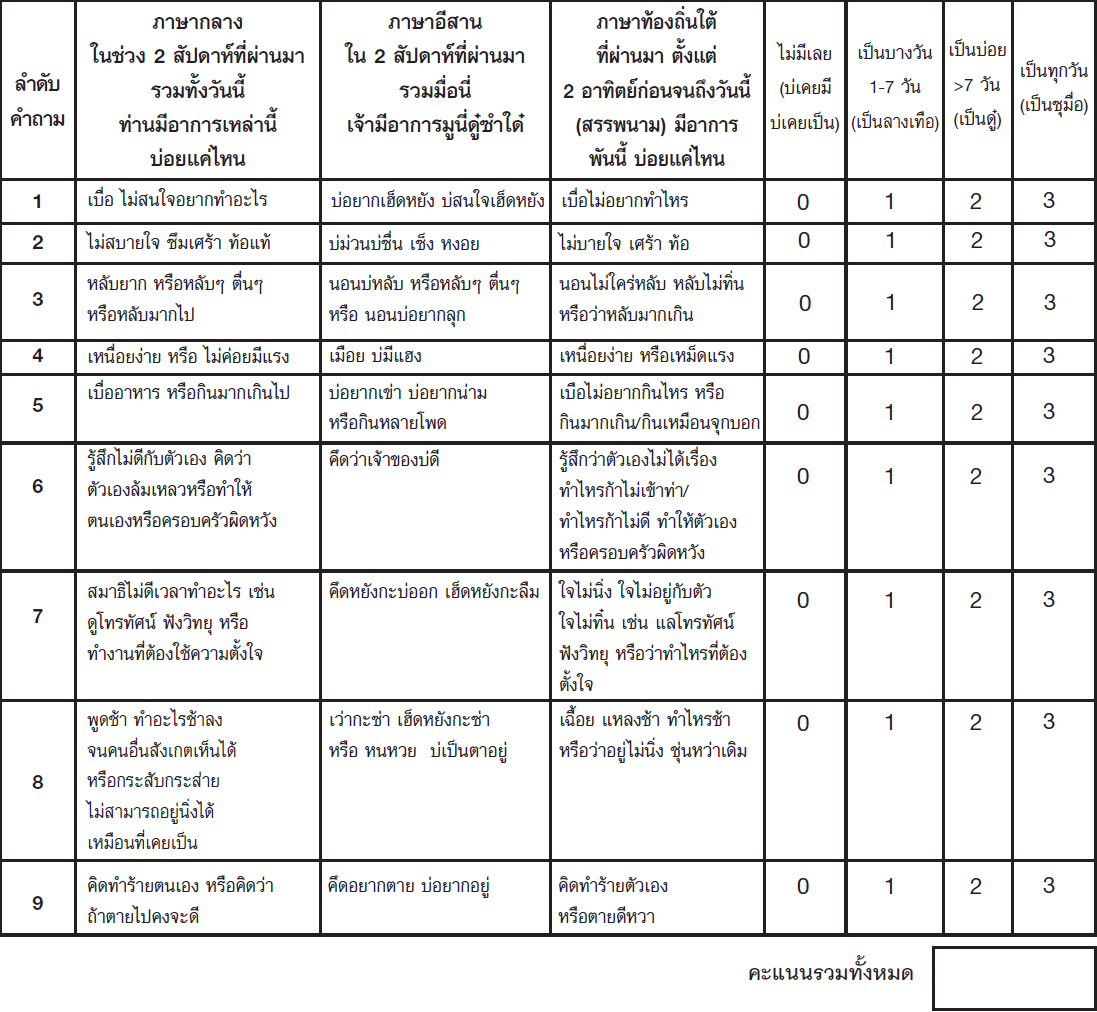 ลำดับ
คำถาม
ภาษากลาง
ในช่วง 2 สัปดาห์ที่ผ่านมา
รวมทั้งวันนี้
ท่านมีอาการเหล่านี้
บ่อยแค่ไหน
ภาษาอีสาน
ใน 2 สัปดาห์ที่ผ่านมา
รวมมื่อนี่
เจ้ามีอาการมูนี่ดู๋ซำใด๋
ภาษาท้องถิ่นใต้
ที่ผ่านมา ตั้งแต่
2 อาทิตย์ก่อนจนถึงวันนี้
(สรรพนาม) มีอาการ
พันนี้ บ่อยแค่ไหน
ไม่มีเลย
(บ่เคยมี
บ่เคยเป็น)
เป็นบางวัน
1-7 วัน
(เป็นลางเทือ)
เป็นบ่อย
>7 วัน
(เป็นดู๋)
เป็นทุกวัน
(เป็นซุมื่อ)
1
เบื่อ ไม่สนใจอยากทำอะไร
บ่อยากเฮ็ดหยัง บ่สนใจเฮ็ดหยัง
เบื่อไม่อยากทำไหร
0
1
2
3
2
ไม่สบายใจ ซึมเศร้า ท้อแท้
บ่ม่วนบ่ซื่น เซ็ง หงอย
ไม่บายใจ เศร้า ท้อ
0
1
2
3
3
หลับยาก หรือหลับๆ ตื่นๆ
หรือหลับมากไป
นอนบ่หลับ หรือหลับๆ ตื่นๆ
หรือ นอนบ่อยากลุก
นอนไม่ใคร่หลับ หลับไม่ทิ่น
หรือว่าหลับมากเกิน
0
1
2
3
4
เหนื่อยง่าย หรือ ไม่ค่อยมีแรง
เมือย บ่มีแฮง
เหนื่อยง่าย หรือเหม็ดแรง
0
1
2
3
5
เบื่ออาหาร หรือกินมากเกินไป
บ่อยากเข่า บ่อยากน่าม
หรือกินหลายโพด
เบือไม่อยากกินไหร หรือ
กินมากเกิน/กินเหมือนจุกบอก
0
1
2
3
6
รู้สึกไม่ดีกับตัวเอง คิดว่า
ตัวเองล้มเหลวหรือทำให้
ตนเองหรือครอบครัวผิดหวัง
คึดว่าเจ้าของบ่ดี
รู้สึกว่าตัวเองไม่ได้เรื่อง
ทำไหรก้าไม่เข้าท่า/
ทำไหรก้าไม่ดี ทำให้ตัวเอง
หรือครอบครัวผิดหวัง
0
1
2
3
7
สมาธิไม่ดีเวลาทำอะไร เช่น
ดูโทรทัศน์ ฟังวิทยุ หรือ
ทำงานที่ต้องใช้ความตั้งใจ
คึดหยังกะบ่ออก เฮ็ดหยังกะลืม
ใจไม่นิ่ง ใจไม่อยู่กับตัว
ใจไม่ทิ๋น เช่น แลโทรทัศน์
ฟังวิทยุ หรือว่าทำไหรที่ต้อง
ตั้งใจ
0
1
2
3
8
พูดช้า ทำอะไรช้าลง
จนคนอื่นสังเกตเห็นได้
หรือกระสับกระส่าย
ไม่สามารถอยู่นิ่งได้
เหมือนที่เคยเป็น
เว่ากะซ่า เฮ็ดหยังกะซ่า
หรือ หนหวย บ่เป็นตาอยู่
เฉื้อย แหลงช้า ทำไหรช้า
หรือว่าอยู่ไม่นิ่ง ชุ่นหว่าเดิม
0
1
2
3
9
คิดทำร้ายตนเอง หรือคิดว่า
ถ้าตายไปคงจะดี
คึดอยากตาย บ่อยากอยู่
คิดทำร้ายตัวเอง
หรือตายดีหวา
0
1
2
3
คะแนนรวมทั้งหมด